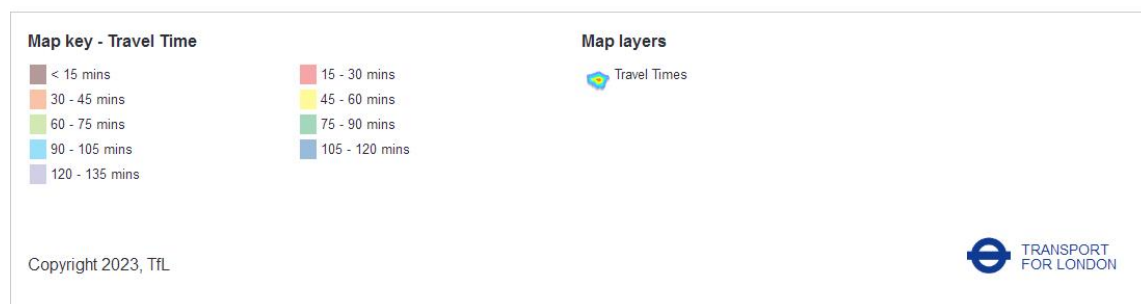 Map key - Travel Time
< 15 mins
15 - 30 mins
30 - 45 mins
45 - 60 mins
60 - 75 mins
75 - 90 mins
90 - 105 mins
105 - 120 mins
120 - 135 mins
Map layers
Travel Times
Copyright 2023, TfL
TRANSPORT
FOR LONDON